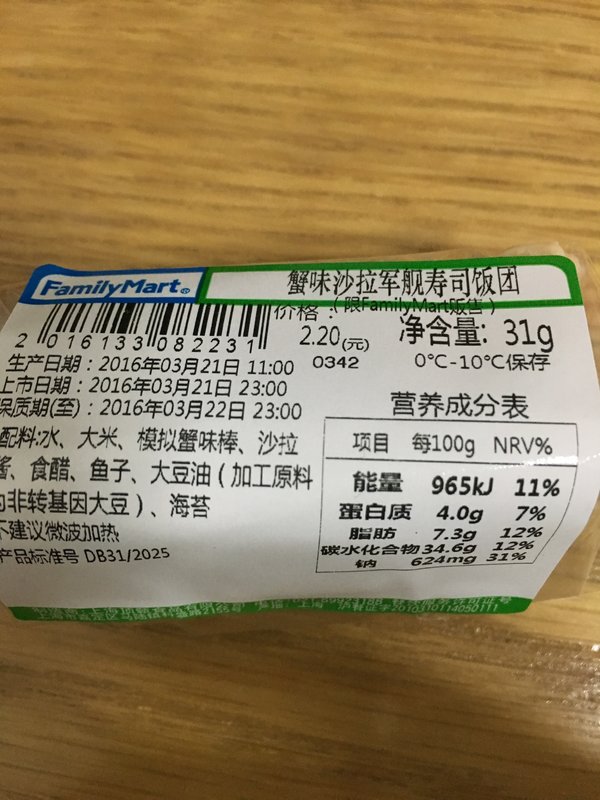 FamilyMart®
蟹味沙拉军舰寿司饭团
(限FamilyMart贩售)
2 016133 082231
价格:
2.20(元)
0342
净含量: 31g
0℃-10℃保存
生产日期:2016年03月21日 11:00
上市日期:2016年03月21日 23:00
保质期(至):2016年03月22日 23:00
配料:水、大米、模拟蟹味棒、沙拉
酱、食醋、鱼子、大豆油(加工原料
为非转基因大豆)、海苔
不建议微波加热
产品标准号 DB31/2025
营养成分表
项目 每100g NRV%
能量 965kJ 11%
蛋白质 4.0g 7%
脂肪 7.3g 12%
碳水化合物 34.6g 12%
钠 624mg 31%